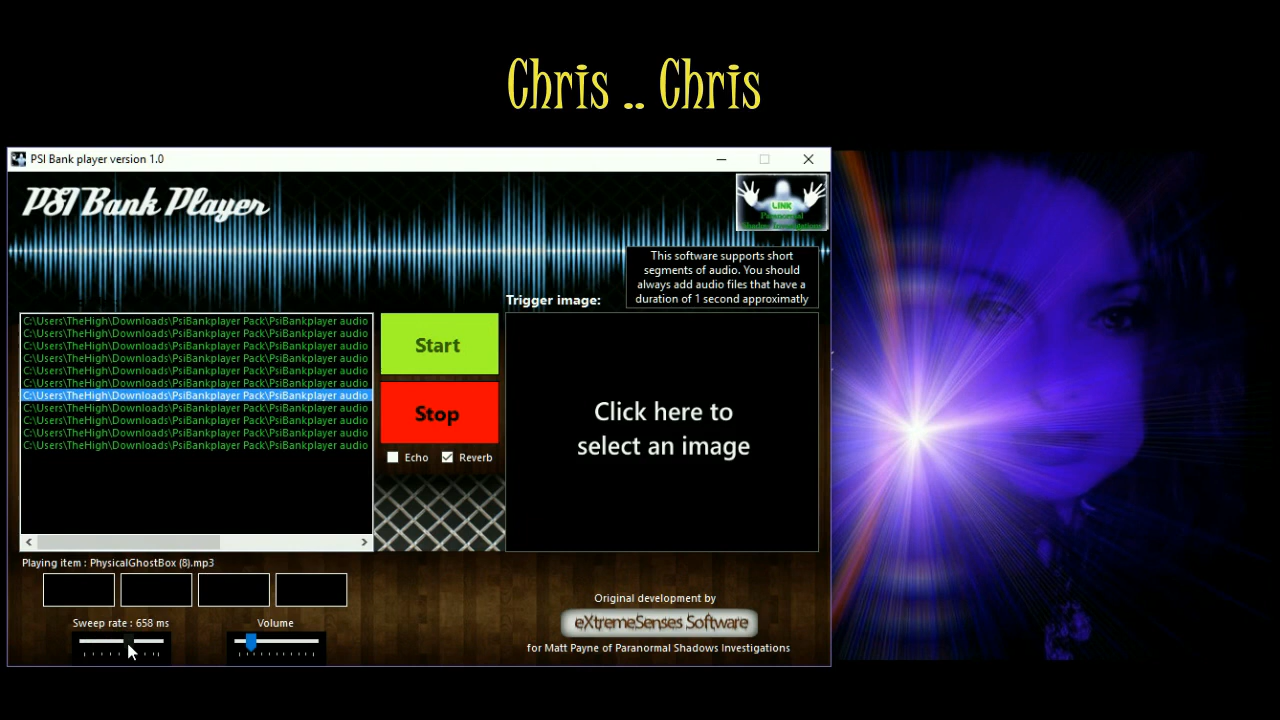 Chris .. Chris
PSI Bank player version 1.0
PSI Bank Player
LINK
Paranormal
This software supports short
segments of audio. You should
always add audio files that have a
duration of 1 second approximatly
Trigger image:
C:\Users\TheHigh\Downloads\PsiBankplayer Pack\PsiBankplayer audio
C:\Users\TheHigh\Downloads\PsiBankplayer Pack\PsiBankplayer audio
C:\Users\TheHigh\Downloads\PsiBankplayer Pack\PsiBankplayer audio
C:\Users\TheHigh\Downloads\PsiBankplayer Pack\PsiBankplayer audio
C:\Users\TheHigh\Downloads\PsiBankplayer Pack\PsiBankplayer audio
C:\Users\TheHigh\Downloads\PsiBankplayer Pack\PsiBankplayer audio
C:\Users\TheHigh\Downloads\PsiBankplayer Pack\PsiBankplayer audio
C:\Users\TheHigh\Downloads\PsiBankplayer Pack\PsiBankplayer audio
C:\Users\TheHigh\Downloads\PsiBankplayer Pack\PsiBankplayer audio
C:\Users\TheHigh\Downloads\PsiBankplayer Pack\PsiBankplayer audio
C:\Users\TheHigh\Downloads\PsiBankplayer Pack\PsiBankplayer audio
Start
Stop
Echo
Reverb
Click here to
select an image
Playing item : PhysicalGhostBox (8).mp3
Sweep rate : 658 ms
Volume
Original development by
eXtremeSenses Software
for Matt Payne of Paranormal Shadows Investigations